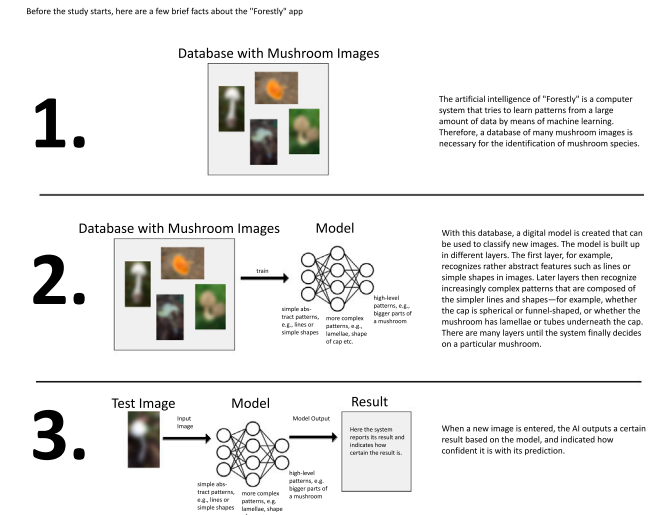 Before the study starts, here are a few brief facts about the "Forestly" app
Database with Mushroom Images
1.
The artificial intelligence of "Forestly" is a computer
system that tries to learn patterns from a large
amount of data by means of machine learning.
Therefore, a database of many mushroom images is
necessary for the identification of mushroom species.
Database with Mushroom Images
Model
2.
train
simple abs-
tract patterns,
e.g., lines or
simple shapes
more complex
patterns, e.g.,
lamellae, shape
of cap etc.
high-level
patterns, e.g.,
bigger parts of
a mushroom
With this database, a digital model is created that can
be used to classify new images. The model is built up
in different layers. The first layer, for example,
recognizes rather abstract features such as lines or
simple shapes in images. Later layers then recognize
increasingly complex patterns that are composed of
the simpler lines and shapes—for example, whether
the cap is spherical or funnel-shaped, or whether the
mushroom has lamellae or tubes underneath the cap.
There are many layers until the system finally decides
on a particular mushroom.
Test Image
Model
Result
3.
Input
Image
Model Output
simple abs-
tract patterns,
e.g., lines or
simple shapes
more complex
patterns, e.g.
lamellae, shape
high-level
patterns, e.g.
bigger parts of
a mushroom
Here the system
reports its result and
indicates how
certain the result is.
When a new image is entered, the AI outputs a certain
result based on the model, and indicated how
confident it is with its prediction.